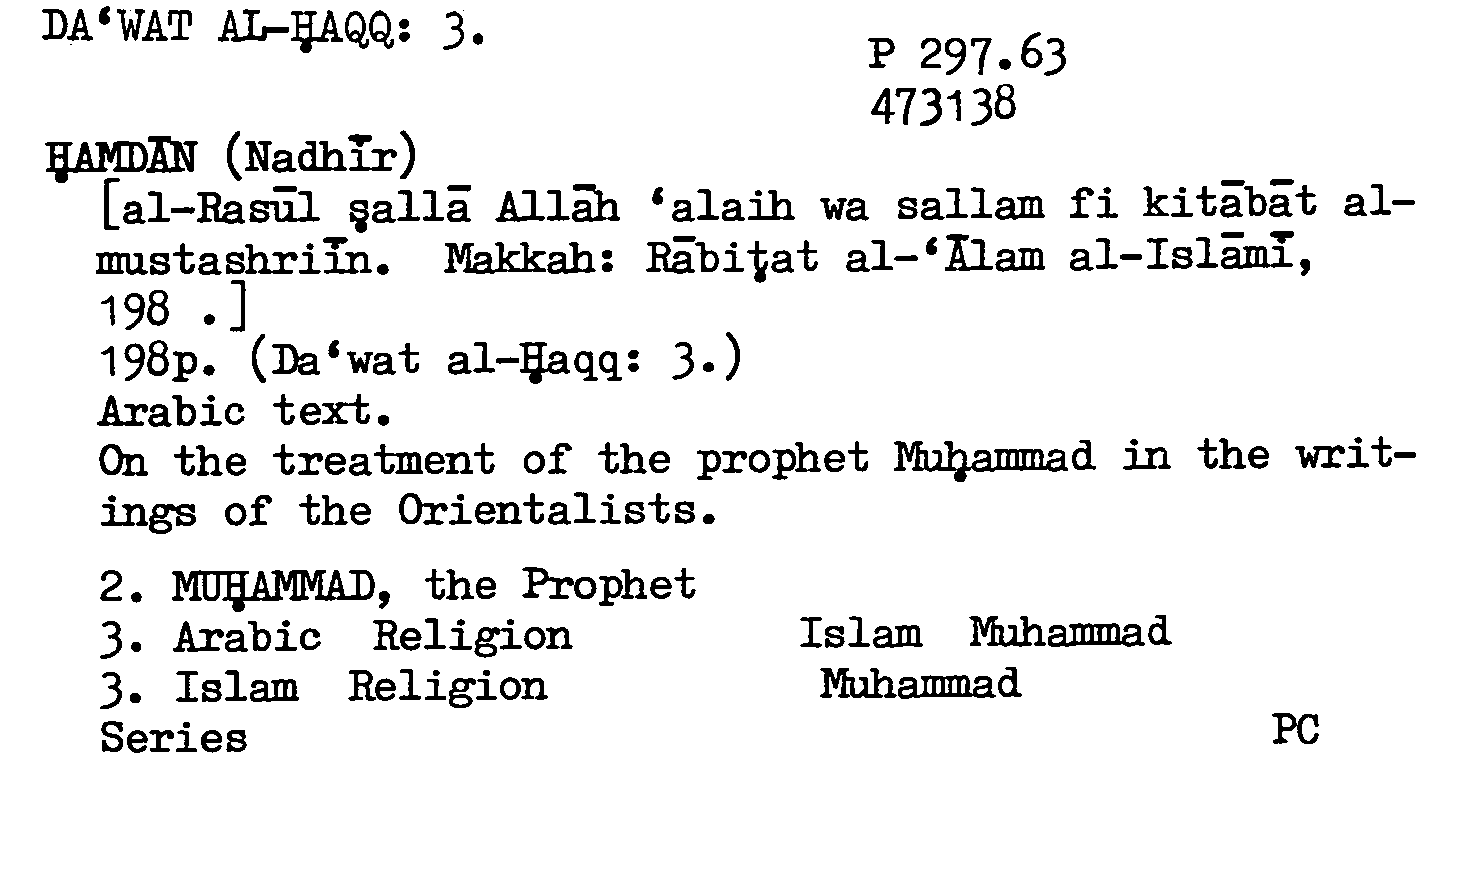 DA‘WAT AL-ḤAQQ: 3.
P 297.63
473138
ḤAMDĀN (Nadhīr)
[al-Rasūl ṣallā Allāh ‘alaih wa sallam fi kitābāt al-
mustashriīn. Makkah: Rābiṭat al-‘Ālam al-Islāmī,
198 .]
198p. (Da‘wat al-Ḥaqq: 3.)
Arabic text.
On the treatment of the prophet Muḥammad in the writ-
ings of the Orientalists.
2. MUḤAMMAD, the Prophet
3. Arabic Religion Islam Muhammad
3. Islam Religion Muhammad
Series PC